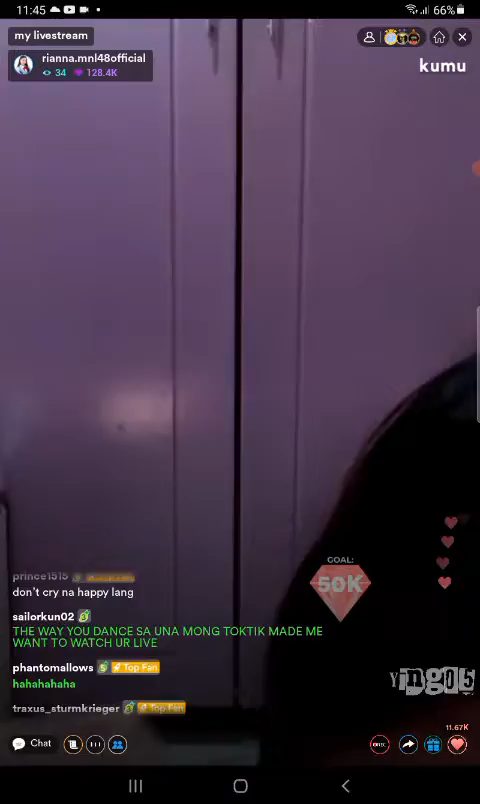 11:45
66%
my livestream
rianna.mnl48official
34 128.4K
kumu
prince1515
don't cry na happy lang
sailorkun02
THE WAY YOU DANCE SA UNA MONG TOKTIK MADE ME
WANT TO WATCH UR LIVE
phantomallows 5 Top Fan
hahahahaha
traxus_sturmkrieger Top Fan
GOAL:
50K
Yingo5
11.67K
Chat